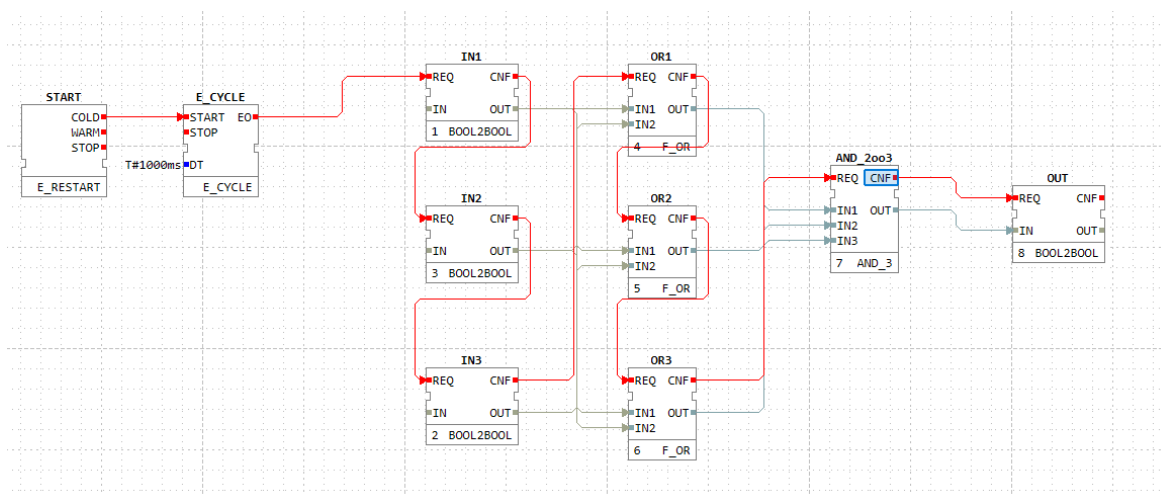 START
COLD
WARM
STOP
E_RESTART
E_CYCLE
START EO
STOP
T#1000ms DT
E_CYCLE
IN1
REQ CNF
IN OUT
1 BOOL2BOOL
IN2
REQ CNF
IN OUT
3 BOOL2BOOL
IN3
REQ CNF
IN OUT
2 BOOL2BOOL
OR1
REQ CNF
IN1 OUT
IN2
4 F_OR
OR2
REQ CNF
IN1 OUT
IN2
5 F_OR
OR3
REQ CNF
IN1 OUT
IN2
6 F_OR
AND_2oo3
REQ CNF
IN1 OUT
IN2
IN3
7 AND_3
OUT
REQ CNF
IN OUT
8 BOOL2BOOL